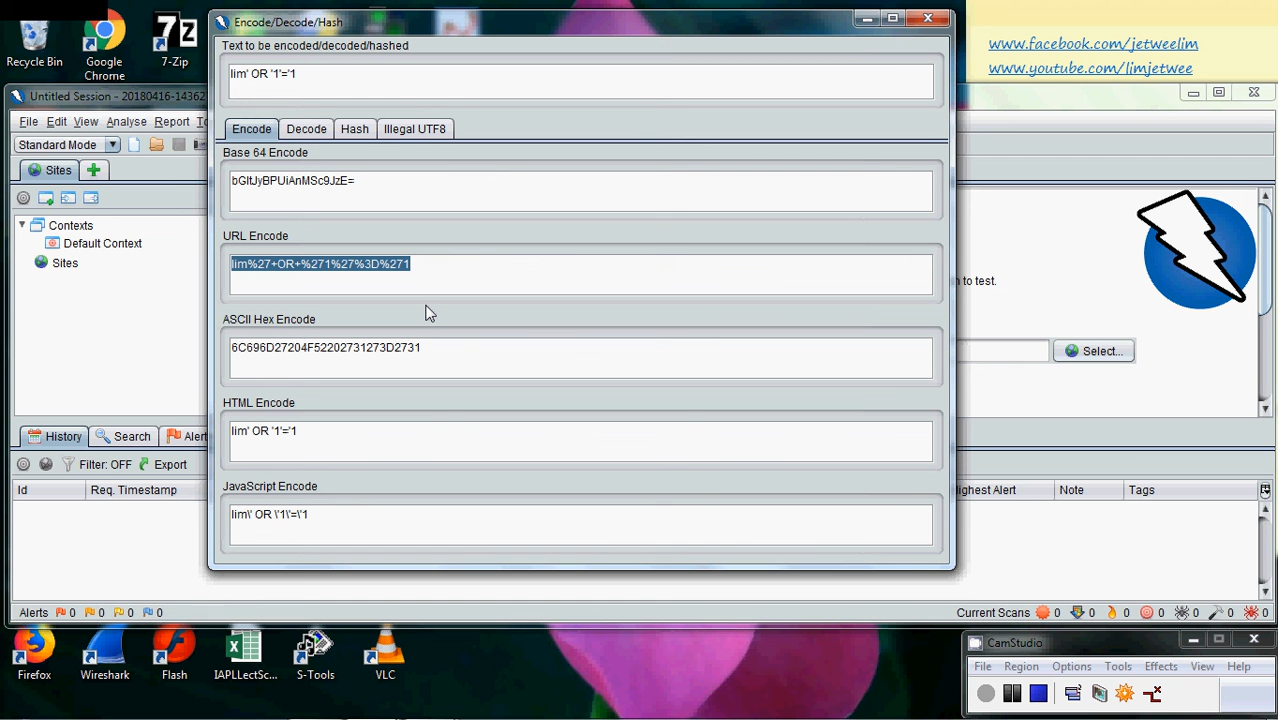 Recycle Bin
Google Chrome
7-Zip
Encode/Decode/Hash
Text to be encoded/decoded/hashed
lim' OR '1'='1
Encode Decode Hash Illegal UTF8
Base 64 Encode
bGltJyBPUiAnMSc9JzE=
URL Encode
lim%27+OR+%271%27%3D%271
ASCII Hex Encode
6C696D27204F52202731273D2731
HTML Encode
lim' OR '1'='1
JavaScript Encode
lim\' OR \'1\'=\'1
www.facebook.com/jetweelim
www.youtube.com/limjetwee
Untitled Session - 20180416-14362
File Edit View Analyse Report
Standard Mode
Sites
Contexts
Default Context
Sites
n to test.
Select...
History Search Alert
Filter: OFF Export
Id Req. Timestamp ighest Alert Note Tags
Alerts 0 0 0 0
Current Scans 0 0 0 0 0 0 0
Firefox
Wireshark
Flash
IAPLLectSc...
S-Tools
VLC
CamStudio
File Region Options Tools Effects View Help